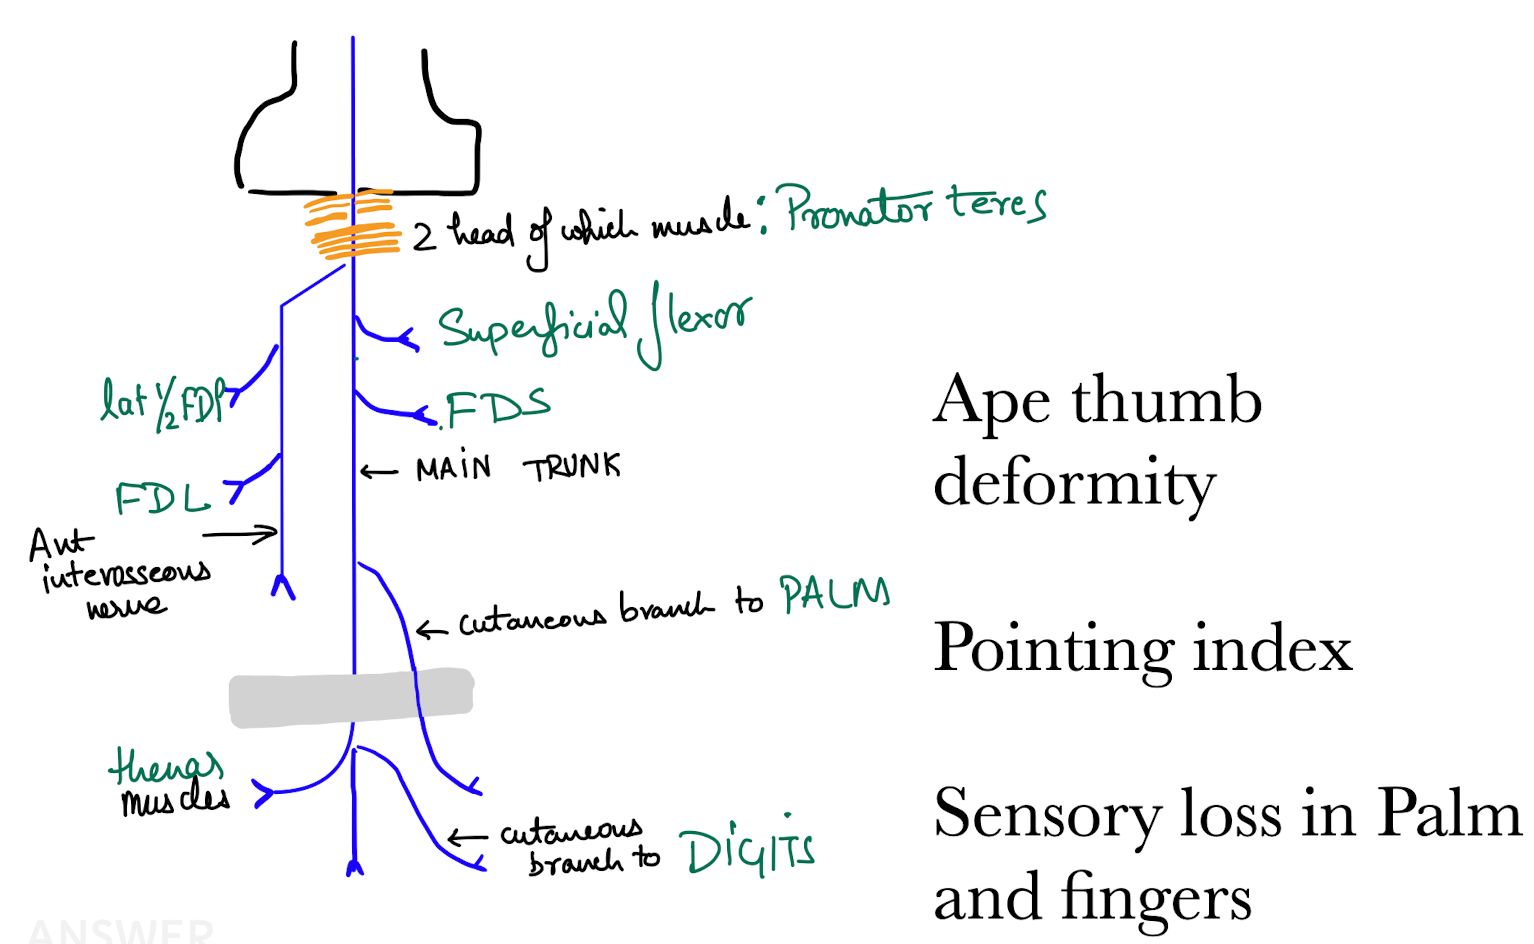 2 head of which muscle: Pronator teres
Superficial flexor
lat 1/2 FDP
FDS
Ape thumb
deformity
MAIN TRUNK
FDL
Ant
interosseous
nerve
cutaneous branch to PALM
Pointing index
thenar
muscles
Sensory loss in Palm
and fingers
cutaneous
branch to DIGITS
ANSWER